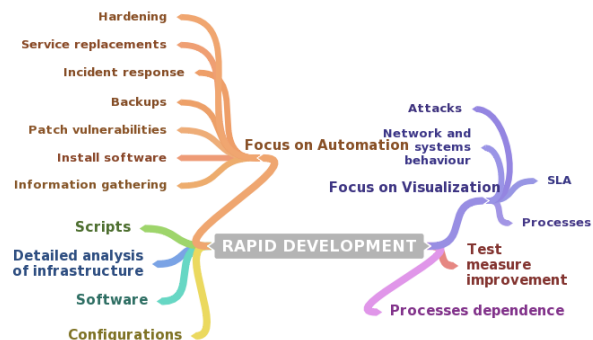 Hardening
Service replacements
Incident response
Backups
Patch vulnerabilities
Install software
Information gathering
Focus on Automation
Scripts
Detailed analysis
of infrastructure
Software
Configurations
RAPID DEVELOPMENT
Attacks
Network and
systems
behaviour
Focus on Visualization
SLA
Processes
Test
measure
improvement
Processes dependence